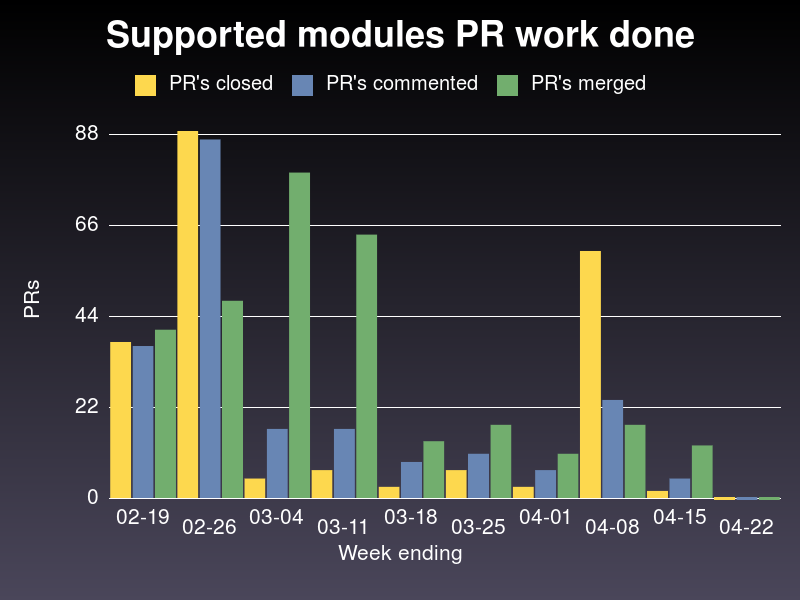 Supported modules PR work done
PR's closed PR's commented PR's merged
88
66
44
22
0
PRs
02-19 02-26 03-04 03-11 03-18 03-25 04-01 04-08 04-15 04-22
Week ending